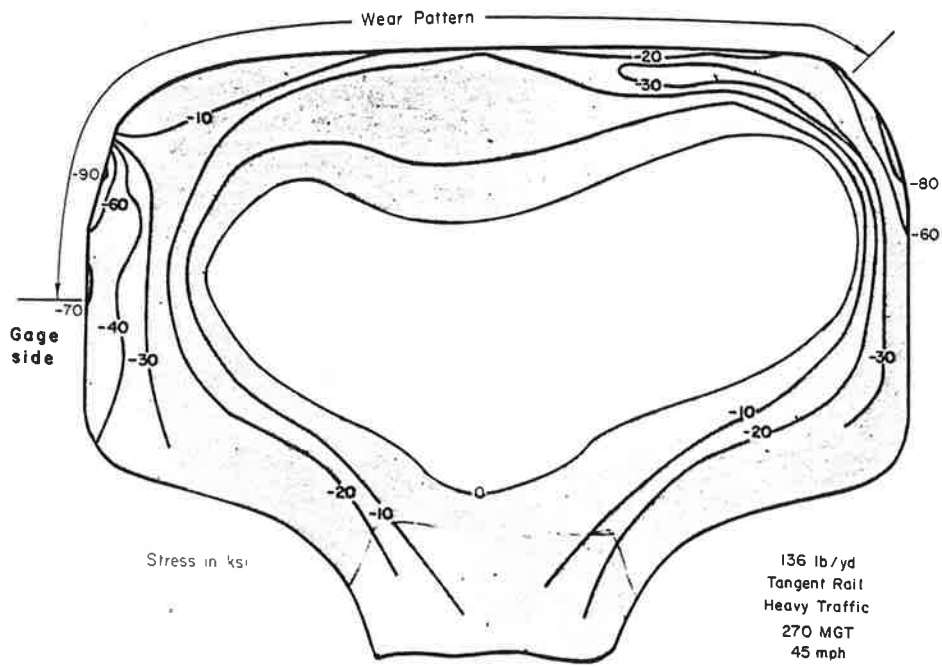 Wear Pattern
-20
-30
-10
-90
-60
-80
-60
-70
Gage
side
-40
-30
-30
-10
-20
0
-20
-10
Stress in ksi
136 lb/yd
Tangent Rail
Heavy Traffic
270 MGT
45 mph